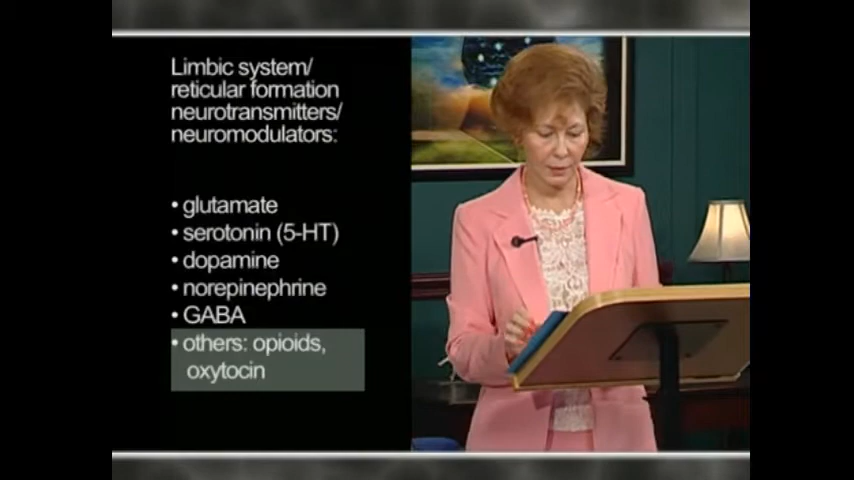 Limbic system/
reticular formation
neurotransmitters/
neuromodulators:
• glutamate
• serotonin (5-HT)
• dopamine
• norepinephrine
• GABA
• others: opioids,
oxytocin